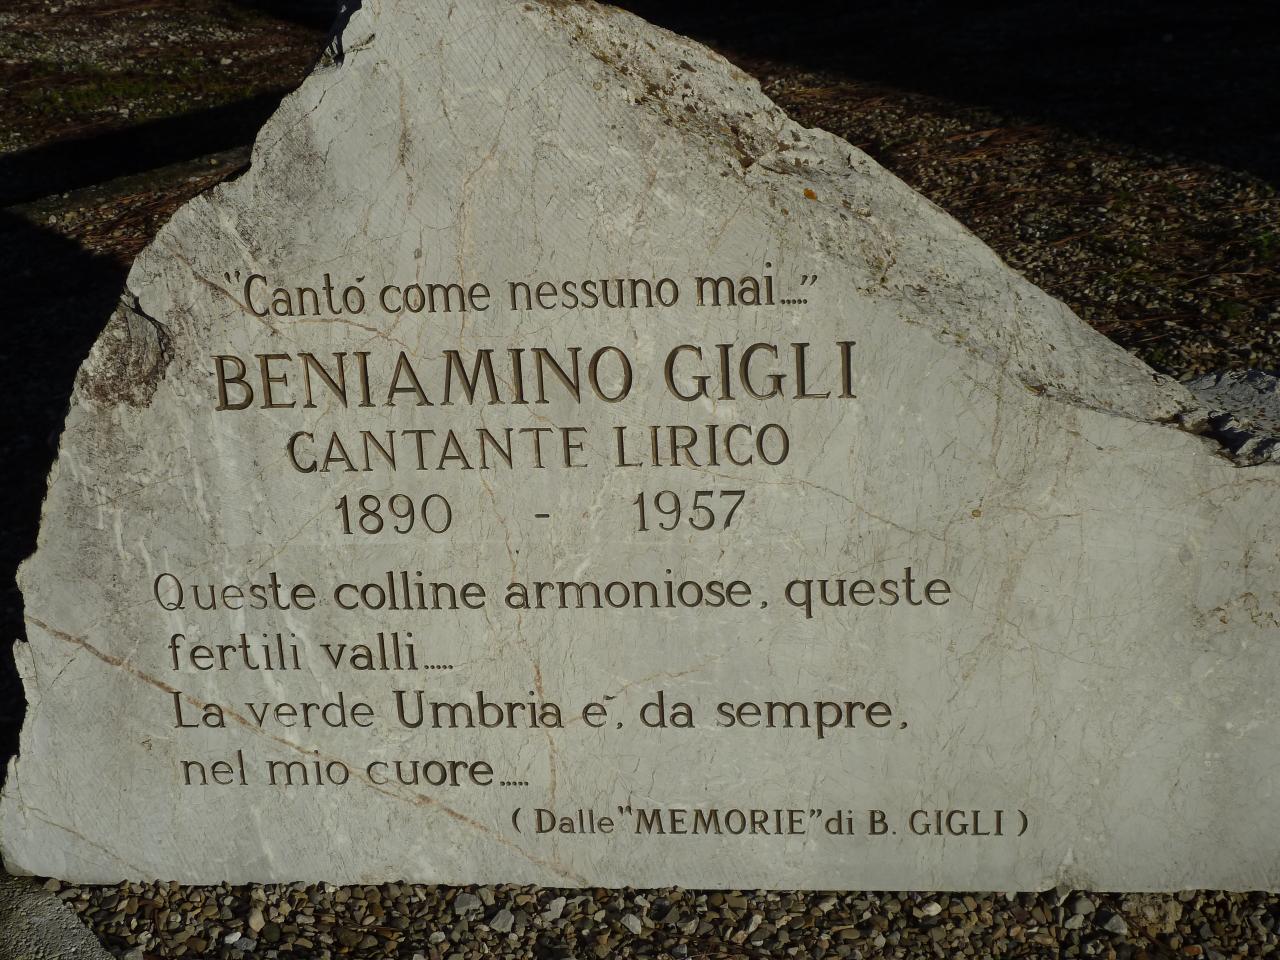 "Cantò come nessuno mai....."
BENIAMINO GIGLI
CANTANTE LIRICO
1890 - 1957
Queste colline armoniose, queste
fertili valli.....
La verde Umbria è, da sempre,
nel mio cuore.....
(Dalle "MEMORIE" di B. GIGLI)